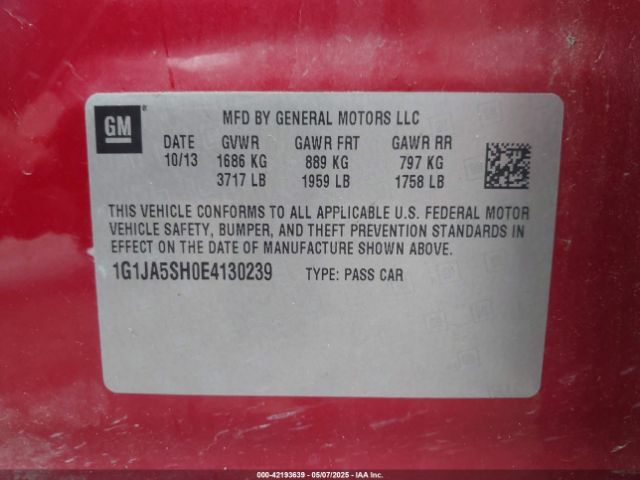 GM®
MFD BY GENERAL MOTORS LLC
DATE GVWR GAWR FRT GAWR RR
10/13 1686 KG 889 KG 797 KG
3717 LB 1959 LB 1758 LB
THIS VEHICLE CONFORMS TO ALL APPLICABLE U.S. FEDERAL MOTOR
VEHICLE SAFETY, BUMPER, AND THEFT PREVENTION STANDARDS IN
EFFECT ON THE DATE OF MANUFACTURE SHOWN ABOVE.
1G1JA5SH0E4130239 TYPE: PASS CAR
000-42193639 - 05/07/2025 - IAA Inc.